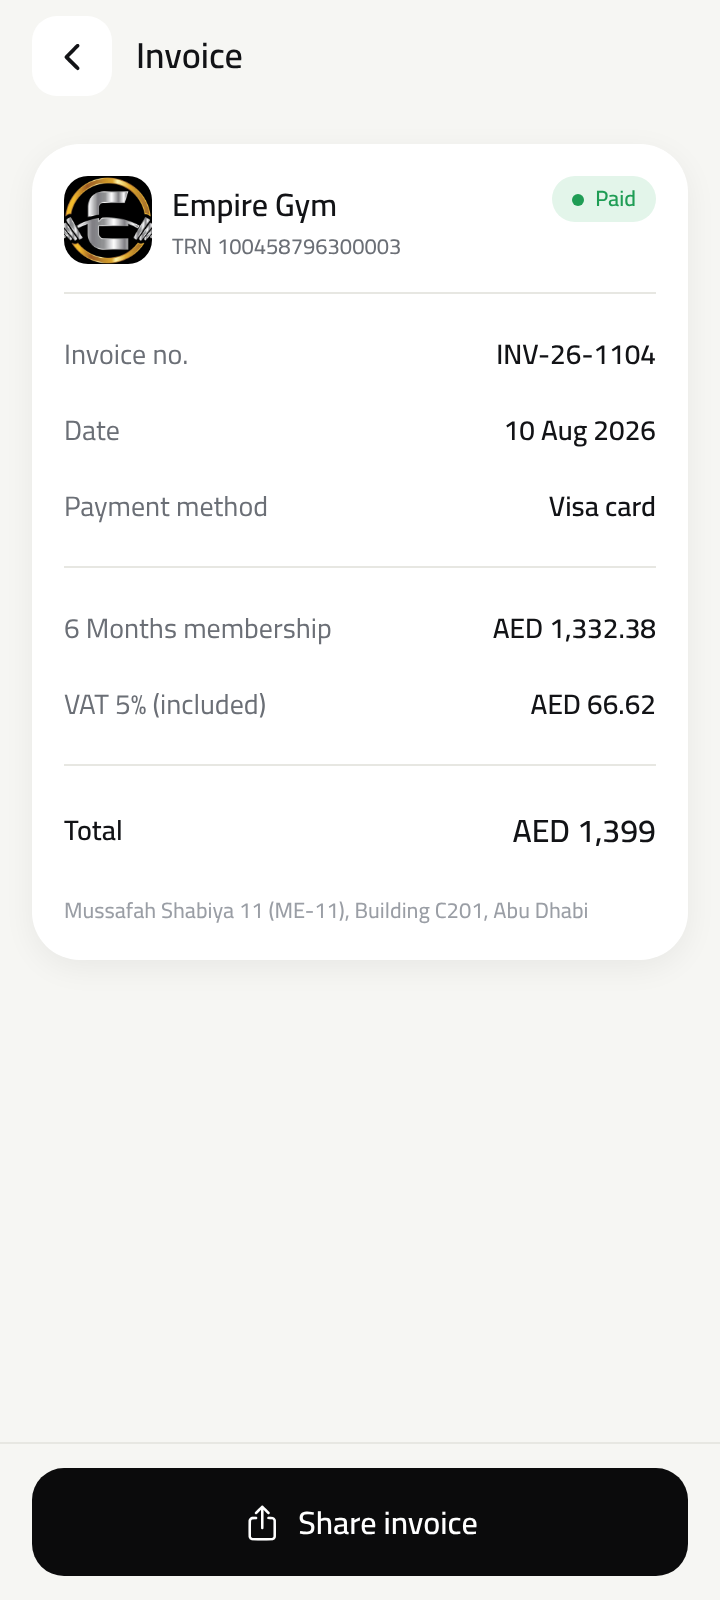 Invoice
Empire Gym
Paid
TRN 100458796300003
Invoice no.
INV-26-1104
Date
10 Aug 2026
Payment method
Visa card
6 Months membership
AED 1,332.38
VAT 5% (included)
AED 66.62
Total
AED 1,399
Mussafah Shabiya 11 (ME-11), Building C201, Abu Dhabi
Share invoice